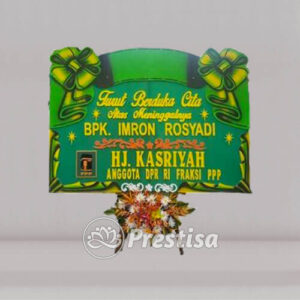 Turut Berduka Cita
Atas Meninggalnya
BPK. IMRON ROSYADI
HJ. KASRIYAH
ANGGOTA DPR RI FRAKSI PPP
Prestisa